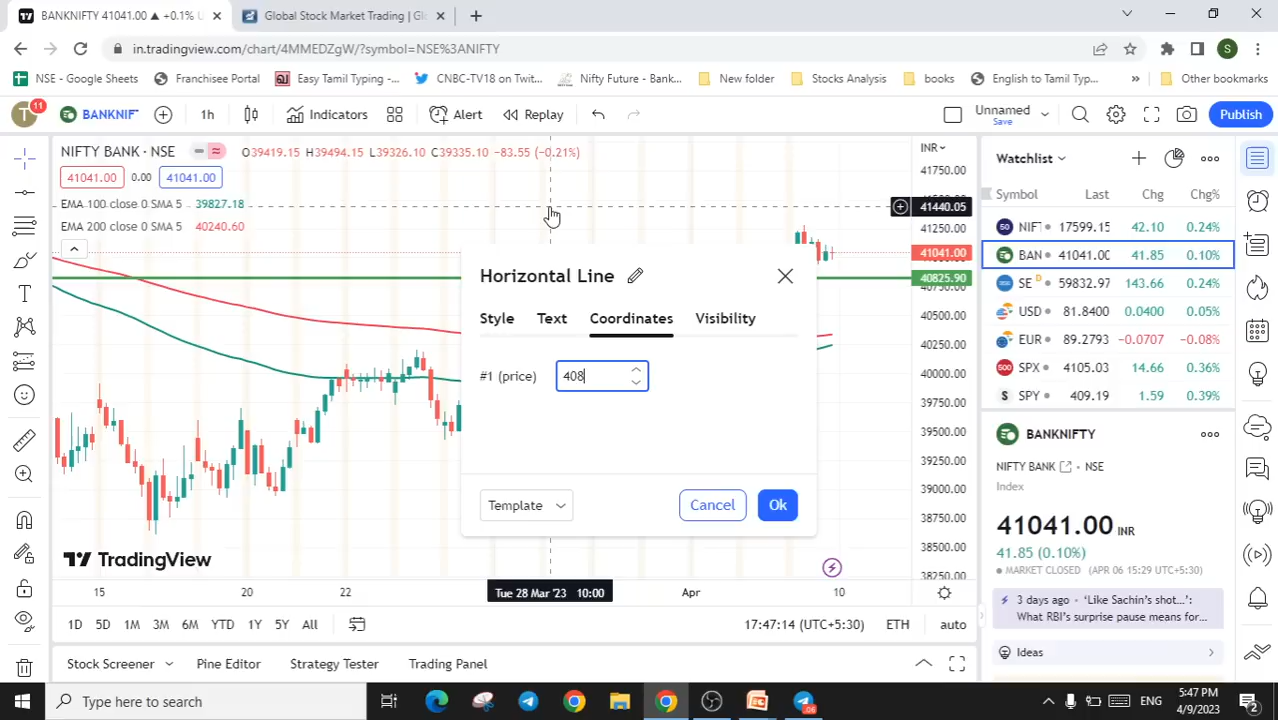 BANKNIFTY 41041.00 ▲ +0.1%
Global Stock Market Trading | G
in.tradingview.com/chart/4MMEDZgW/?symbol=NSE%3ANIFTY
S
NSE - Google Sheets
Franchisee Portal
Easy Tamil Typing -...
CNBC-TV18 on Twit...
Nifty Future - Bank...
New folder
Stocks Analysis
books
English to Tamil Typ...
»
Other bookmarks
T
11
BANKNIF
1h
Indicators
Alert
Replay
Unnamed
Save
Publish
NIFTY BANK · NSE
O39419.15 H39494.15 L39326.10 C39335.10 -83.55 (-0.21%)
41041.00
0.00
41041.00
EMA 100 close 0 SMA 5 39827.18
EMA 200 close 0 SMA 5 40240.60
INR
41750.00
41440.05
41250.00
41041.00
40825.90
40750.00
40500.00
40250.00
40000.00
39750.00
39500.00
39250.00
39000.00
38750.00
38500.00
38250.00
Horizontal Line
Style
Text
Coordinates
Visibility
#1 (price)
408
Template
Cancel
Ok
TradingView
15
20
22
Tue 28 Mar '23 10:00
Apr
10
1D
5D
1M
3M
6M
YTD
1Y
5Y
All
17:47:14 (UTC+5:30)
ETH
auto
Stock Screener
Pine Editor
Strategy Tester
Trading Panel
Watchlist
Symbol
Last
Chg
Chg%
50 NIF 17599.15 42.10 0.24%
BAN 41041.00 41.85 0.10%
SE D 59832.97 143.66 0.24%
USD 81.8400 0.0400 0.05%
EUR 89.2793 -0.0707 -0.08%
500 SPX 4105.03 14.66 0.36%
S SPY 409.19 1.59 0.39%
BANKNIFTY
NIFTY BANK · NSE
Index
41041.00 INR
41.85 (0.10%)
MARKET CLOSED (APR 06 15:29 UTC+5:30)
3 days ago · 'Like Sachin's shot...':
What RBI's surprise pause means for...
Ideas
Type here to search
ENG
5:47 PM
4/9/2023
2